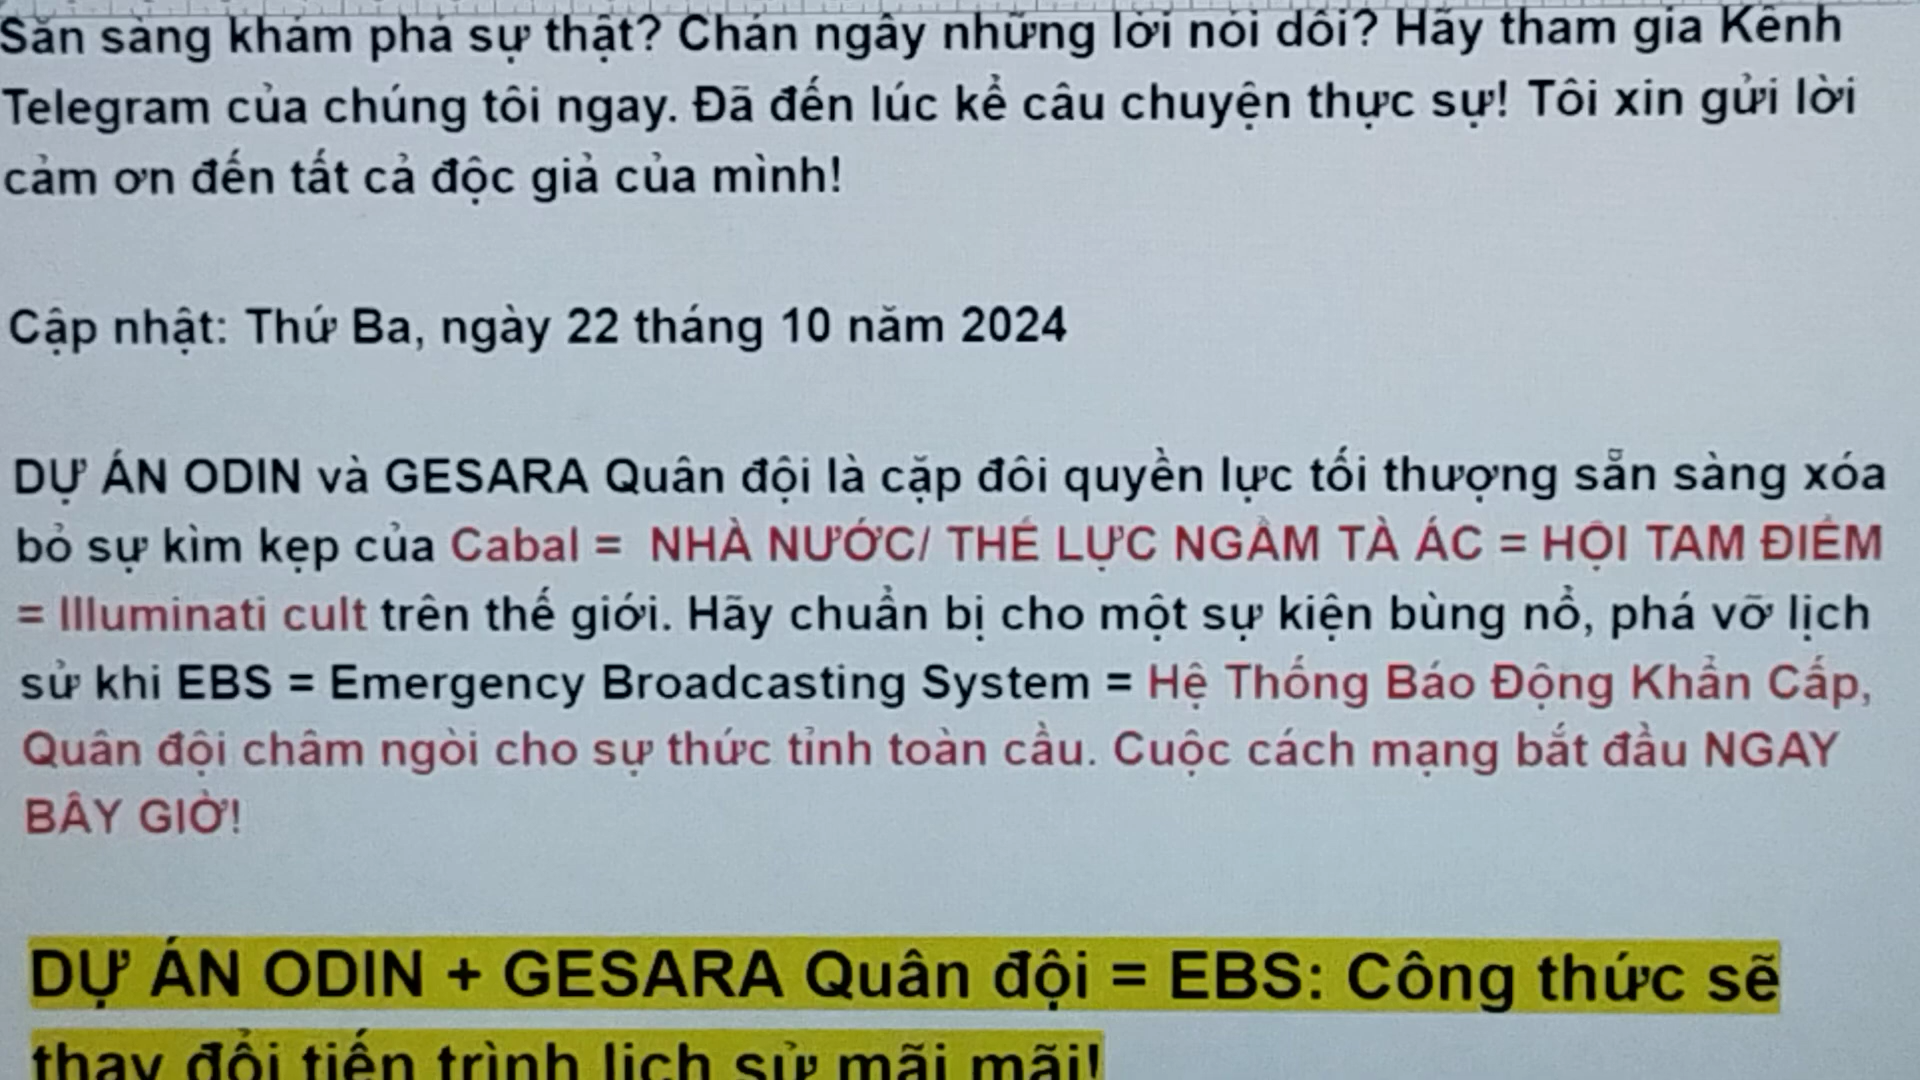 Sẵn sàng khám phá sự thật? Chán ngấy những lời nói dối? Hãy tham gia Kênh
Telegram của chúng tôi ngay. Đã đến lúc kể câu chuyện thực sự! Tôi xin gửi lời
cảm ơn đến tất cả độc giả của mình!
Cập nhật: Thứ Ba, ngày 22 tháng 10 năm 2024
DỰ ÁN ODIN và GESARA Quân đội là cặp đôi quyền lực tối thượng sẵn sàng xóa
bỏ sự kìm kẹp của Cabal = NHÀ NƯỚC/ THẾ LỰC NGẦM TÀ ÁC = HỘI TAM ĐIỂM
= Illuminati cult trên thế giới. Hãy chuẩn bị cho một sự kiện bùng nổ, phá vỡ lịch
sử khi EBS = Emergency Broadcasting System = Hệ Thống Báo Động Khẩn Cấp,
Quân đội châm ngòi cho sự thức tỉnh toàn cầu. Cuộc cách mạng bắt đầu NGAY
BÂY GIỜ!
DỰ ÁN ODIN + GESARA Quân đội = EBS: Công thức sẽ
thay đổi tiến trình lịch sử mãi mãi!